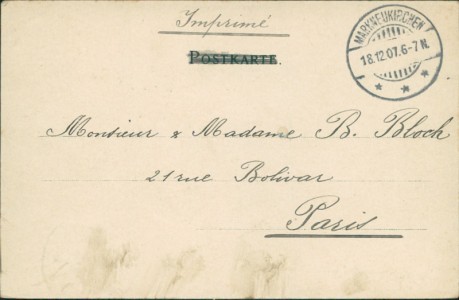 Imprimé
POSTKARTE.
MARKNEUKIRCHEN
18.12.07.6-7N.
Monsieur & Madame B. Bloch
21 rue Bolivar
Paris